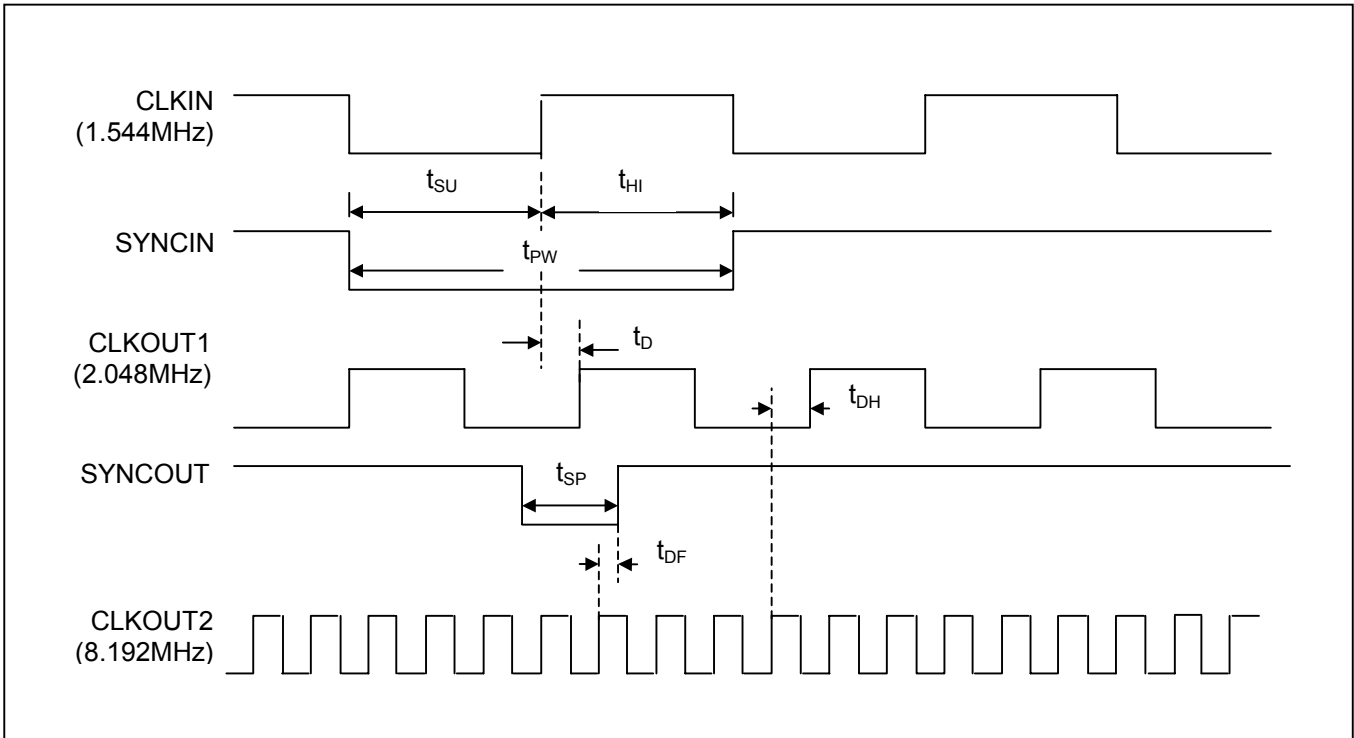 CLKIN
(1.544MHz)
tSU
tHI
SYNCIN
tPW
CLKOUT1
(2.048MHz)
tD
tDH
SYNCOUT
tSP
tDF
CLKOUT2
(8.192MHz)